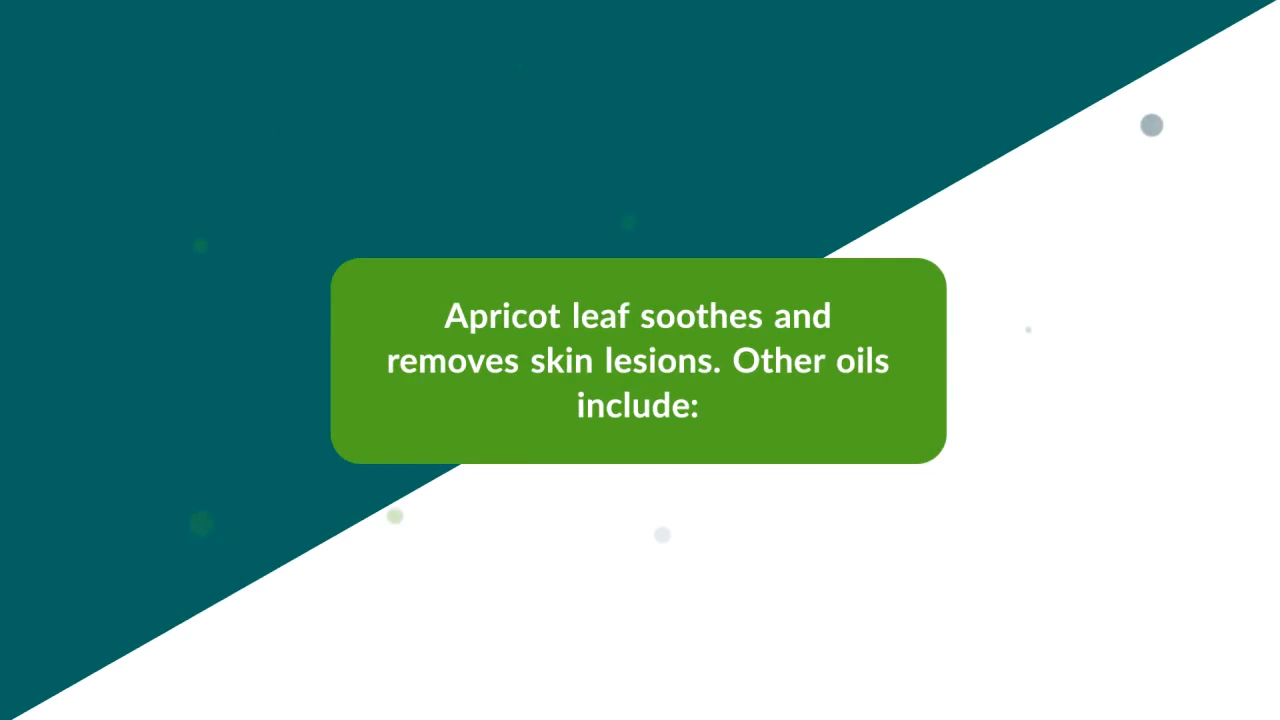 Apricot leaf soothes and
removes skin lesions. Other oils
include: